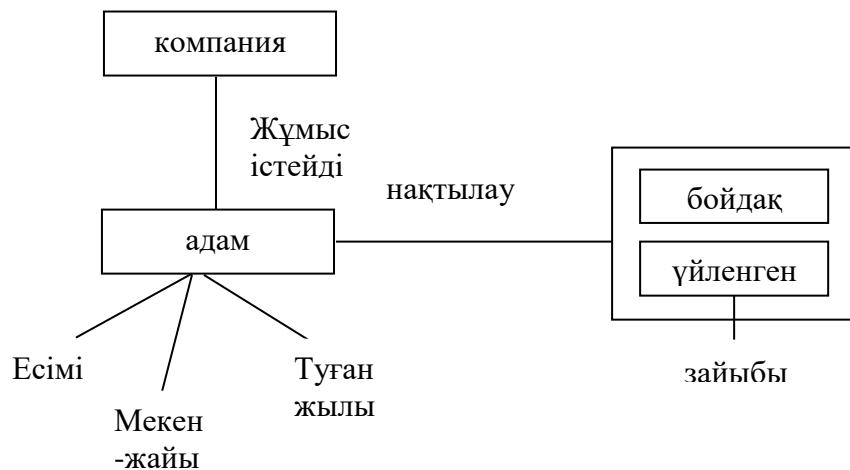 компания
Жұмыс
істейді
нақтылау
бойдақ
адам
үйленген
Есімі
Туған
жылы
зайыбы
Мекен
-жайы